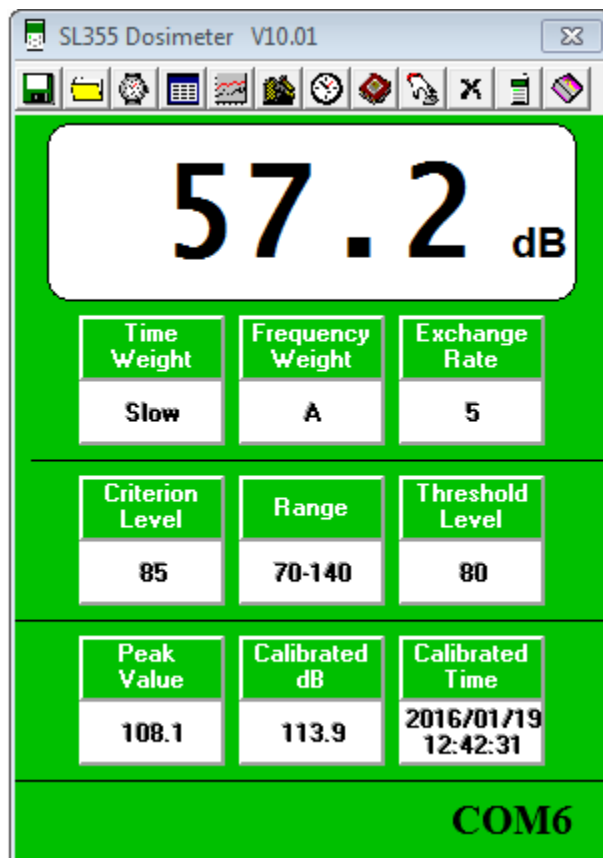 SL355 Dosimeter V10.01
57.2 dB
Time Weight
Frequency Weight
Exchange Rate
Slow
A
5
Criterion Level
Range
Threshold Level
85
70-140
80
Peak Value
Calibrated dB
Calibrated Time
108.1
113.9
2016/01/19
12:42:31
COM6